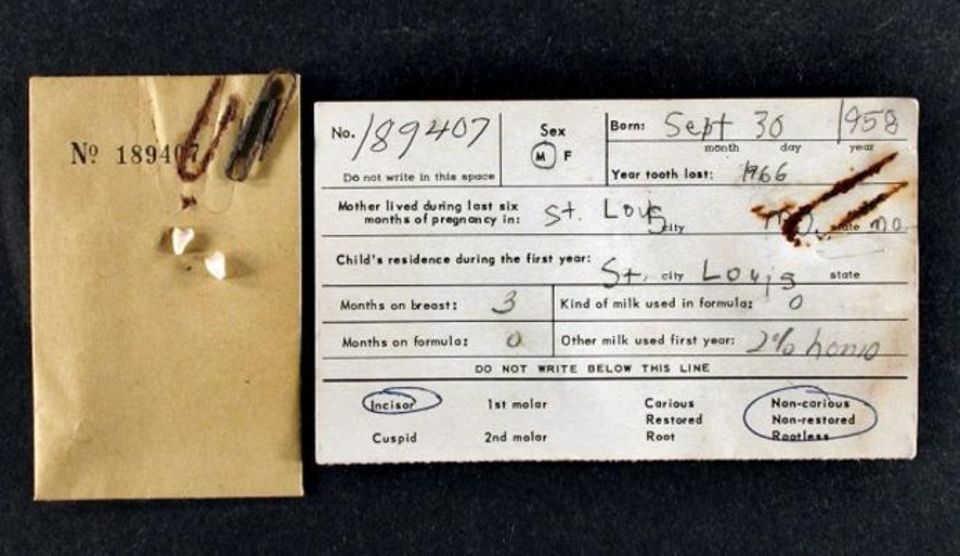 Nº 189407
No. 189407
Do not write in this space
Sex
M F
Born: Sept 30 1958
month day year
Year tooth lost: 1966
Mother lived during last six
months of pregnancy in: St. Louis city mo. state mo.
Child's residence during the first year: St. city Louis state
Months on breast: 3
Kind of milk used in formula: 0
Months on formula: 0
Other milk used first year: 2% homo
DO NOT WRITE BELOW THIS LINE
Incisor 1st molar Carious Non-carious
Restored Non-restored
Cuspid 2nd molar Root Rootless